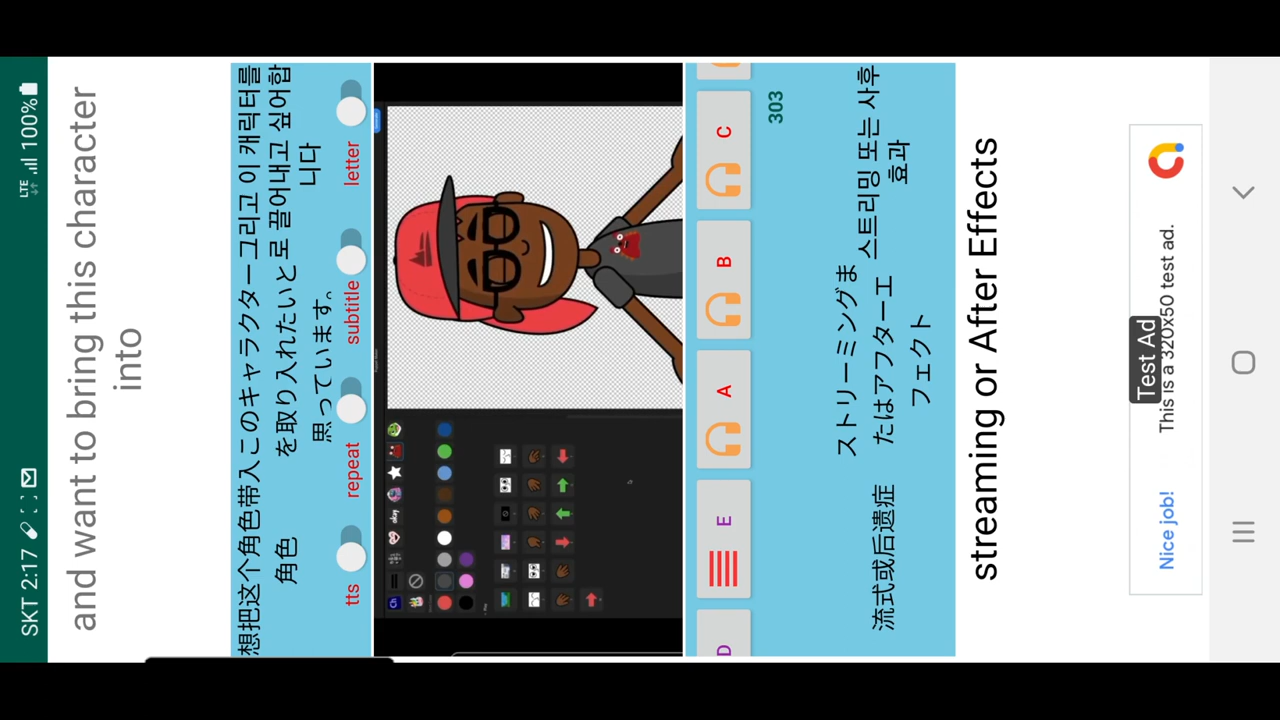 SKT 2:17
LTE 100%
and want to bring this character
into
想把这个角色带入
角色
このキャラクター
を取り入れたいと
思っています。
그리고 이 캐릭터를
로 끌어내고 싶어합
니다
tts
repeat
subtitle
letter
Ch
okay
D
E
A
B
C
303
流式或后遗症
ストリーミングま
たはアフターエ
フェクト
스트리밍 또는 사후
효과
streaming or After Effects
Test Ad
Nice job!
This is a 320x50 test ad.